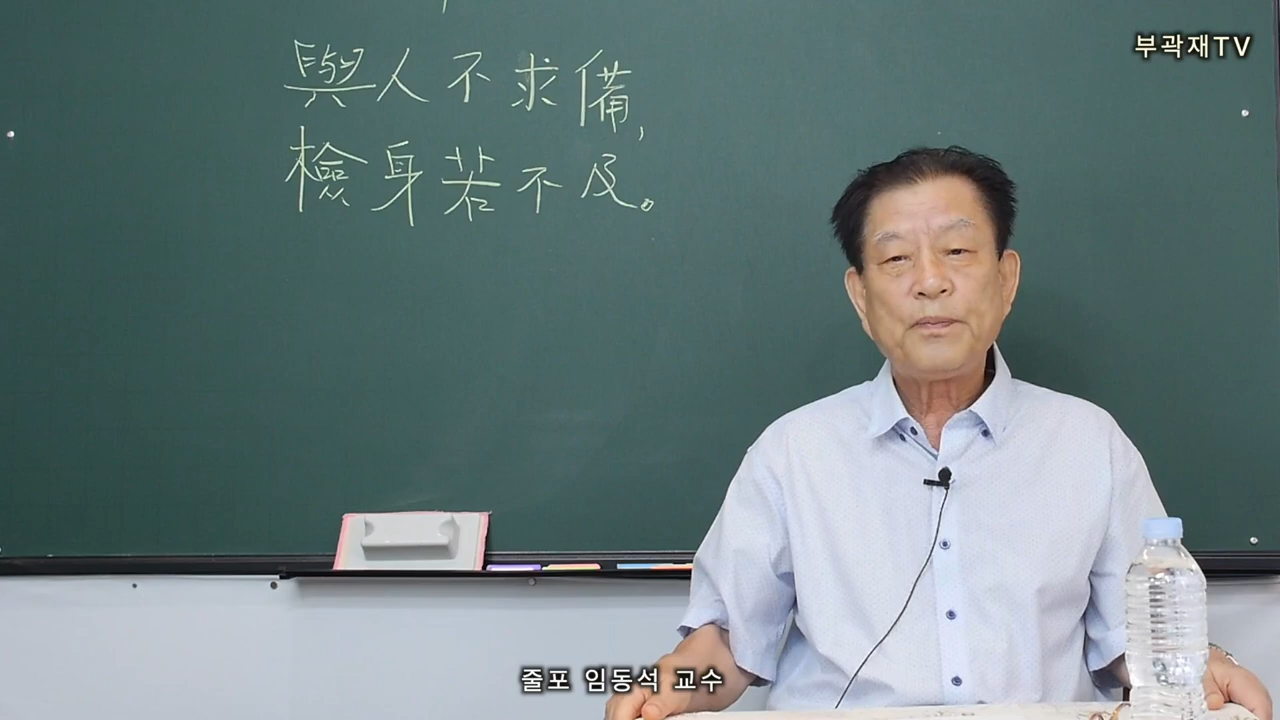 부곽재TV
與人不求備,
檢身若不及。
줄포 임동석 교수